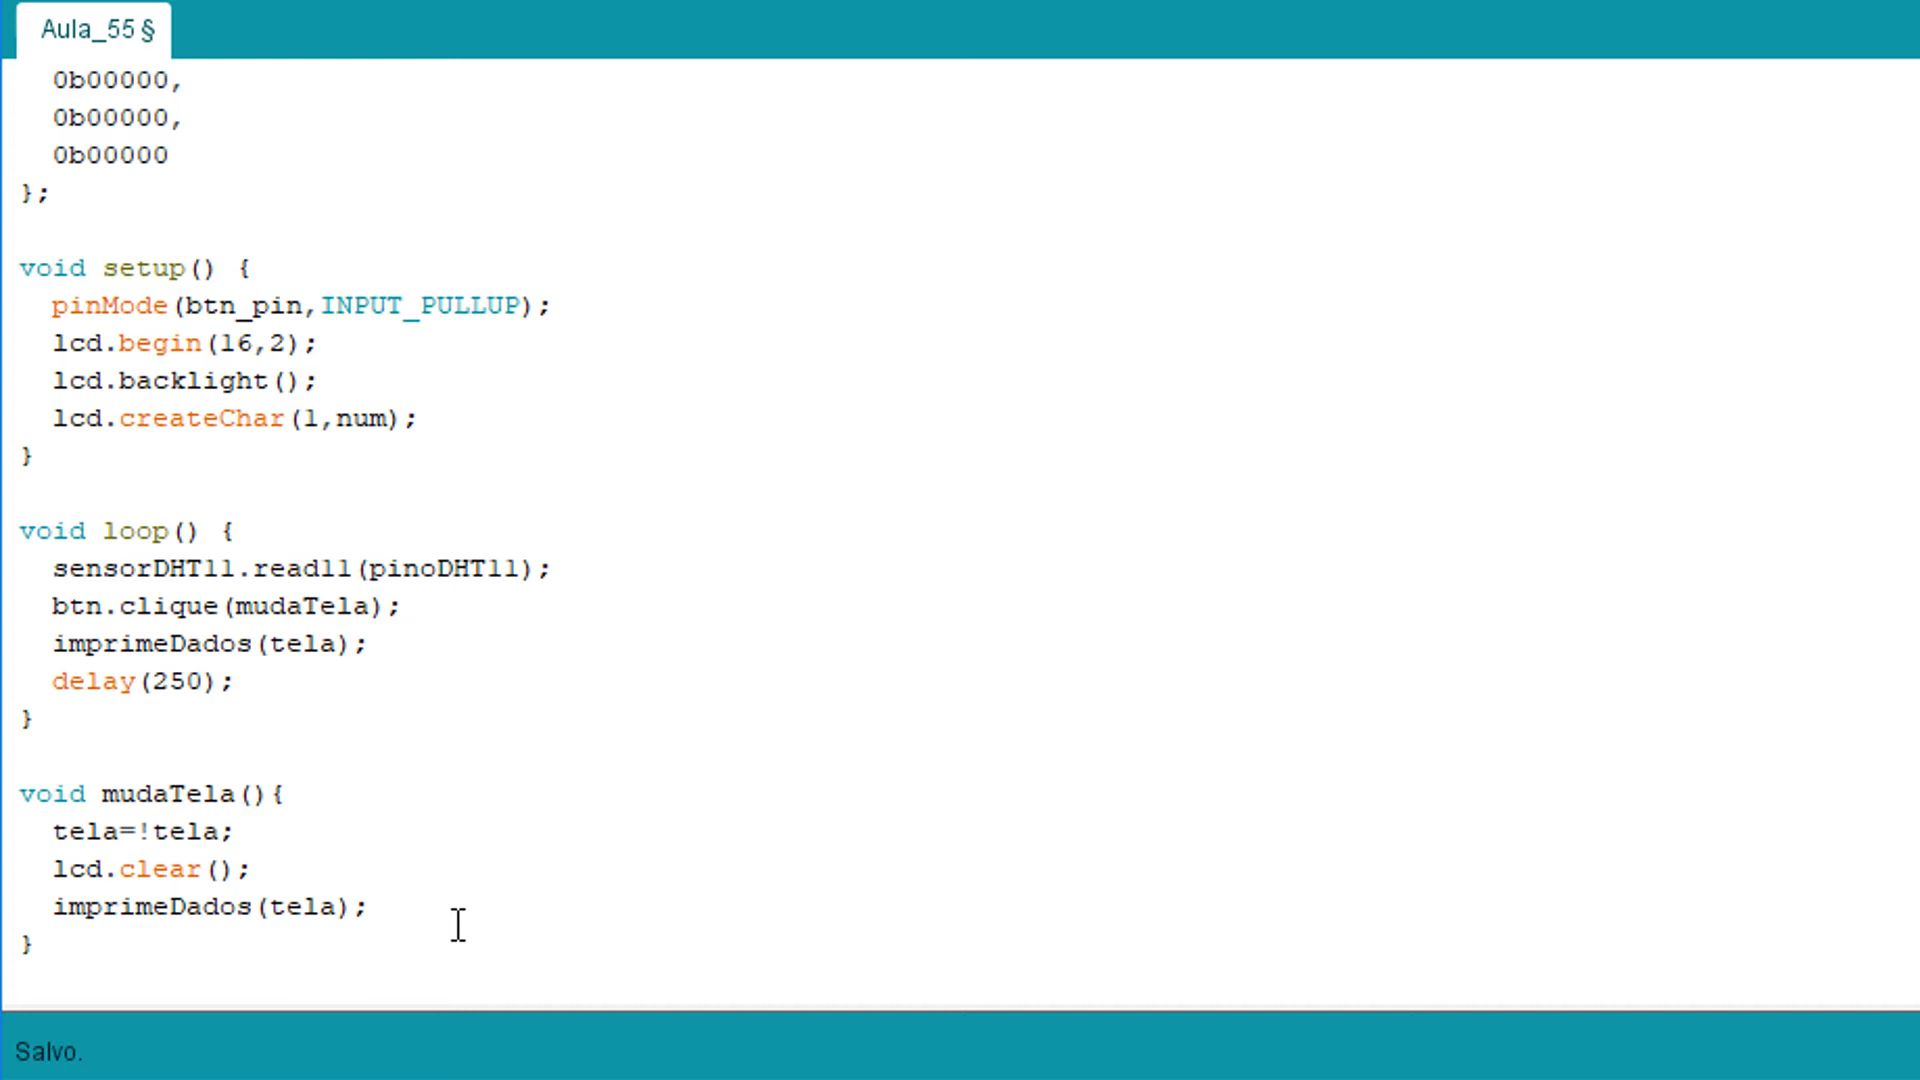 Aula_55 §
0b00000,
0b00000,
0b00000
};
void setup() {
pinMode(btn_pin,INPUT_PULLUP);
lcd.begin(16,2);
lcd.backlight();
lcd.createChar(1,num);
}
void loop() {
sensorDHT11.read11(pinoDHT11);
btn.clique(mudaTela);
imprimeDados(tela);
delay(250);
}
void mudaTela(){
tela=!tela;
lcd.clear();
imprimeDados(tela);
}
Salvo.